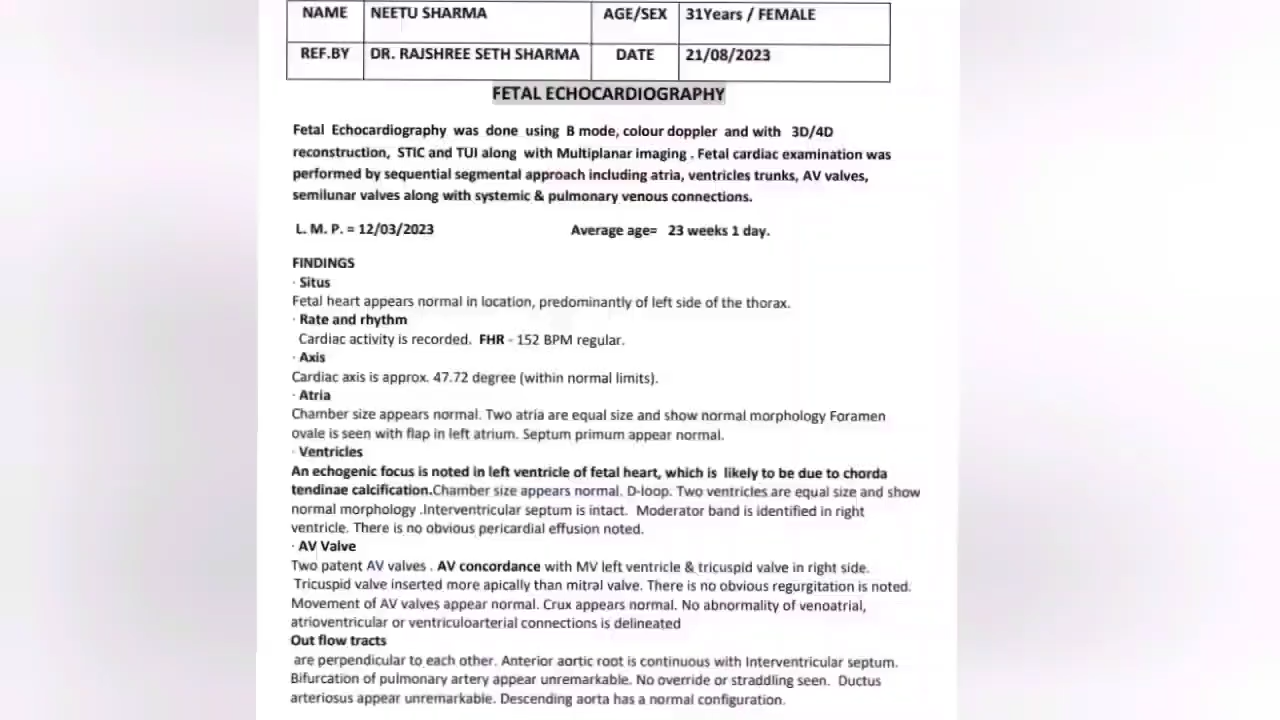 NAME NEETU SHARMA AGE/SEX 31Years / FEMALE
REF.BY DR. RAJSHREE SETH SHARMA DATE 21/08/2023
FETAL ECHOCARDIOGRAPHY
Fetal Echocardiography was done using B mode, colour doppler and with 3D/4D
reconstruction, STIC and TUI along with Multiplanar imaging . Fetal cardiac examination was
performed by sequential segmental approach including atria, ventricles trunks, AV valves,
semilunar valves along with systemic & pulmonary venous connections.
L. M. P. = 12/03/2023 Average age= 23 weeks 1 day.
FINDINGS
· Situs
Fetal heart appears normal in location, predominantly of left side of the thorax.
· Rate and rhythm
Cardiac activity is recorded. FHR - 152 BPM regular.
· Axis
Cardiac axis is approx. 47.72 degree (within normal limits).
· Atria
Chamber size appears normal. Two atria are equal size and show normal morphology Foramen
ovale is seen with flap in left atrium. Septum primum appear normal.
· Ventricles
An echogenic focus is noted in left ventricle of fetal heart, which is likely to be due to chorda
tendinae calcification.Chamber size appears normal. D-loop. Two ventricles are equal size and show
normal morphology .Interventricular septum is intact. Moderator band is identified in right
ventricle. There is no obvious pericardial effusion noted.
· AV Valve
Two patent AV valves . AV concordance with MV left ventricle & tricuspid valve in right side.
Tricuspid valve inserted more apically than mitral valve. There is no obvious regurgitation is noted.
Movement of AV valves appear normal. Crux appears normal. No abnormality of venoatrial,
atrioventricular or ventriculoarterial connections is delineated
Out flow tracts
are perpendicular to each other. Anterior aortic root is continuous with Interventricular septum.
Bifurcation of pulmonary artery appear unremarkable. No override or straddling seen. Ductus
arteriosus appear unremarkable. Descending aorta has a normal configuration.